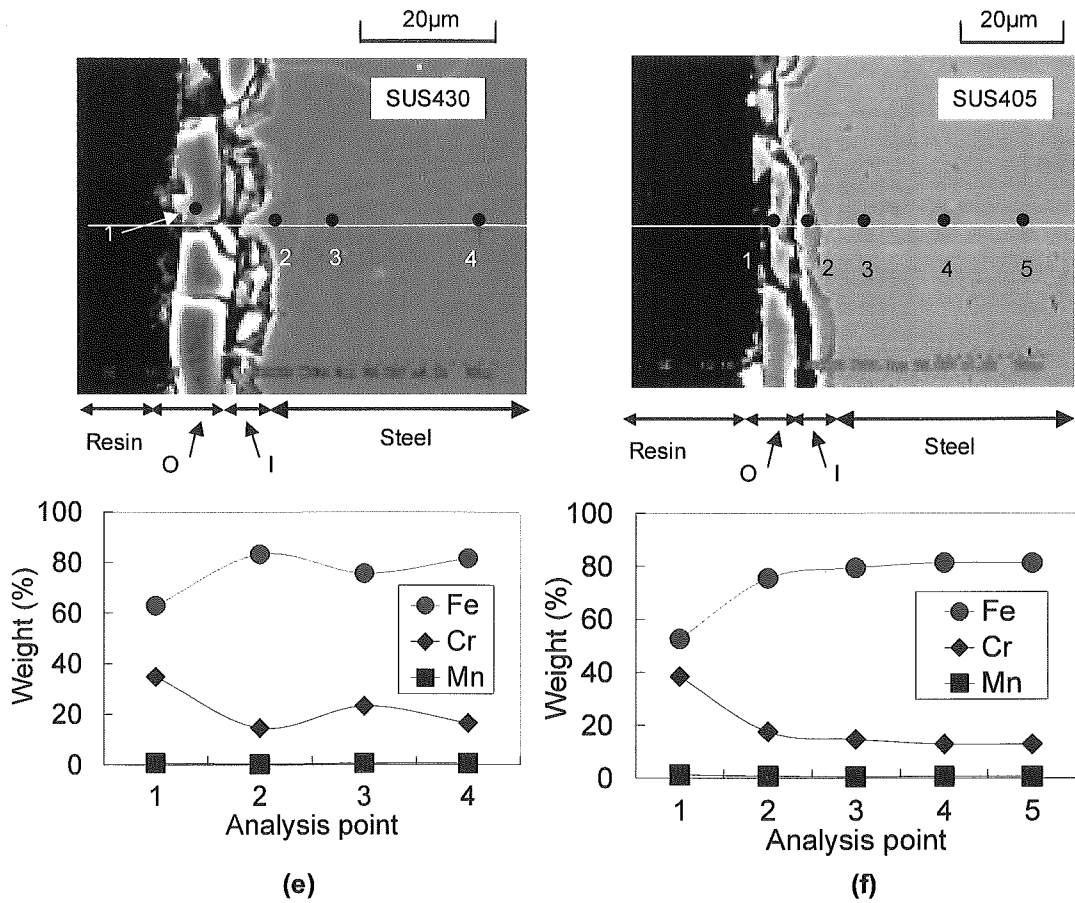 20μm
SUS430
1
2 3 4
Resin
O
I
Steel
Weight (%)
100
80
60
40
20
0
Fe
Cr
Mn
1 2 3 4
Analysis point
(e)
20μm
SUS405
1 2 3 4 5
Resin
O
I
Steel
Weight (%)
100
80
60
40
20
0
Fe
Cr
Mn
1 2 3 4 5
Analysis point
(f)